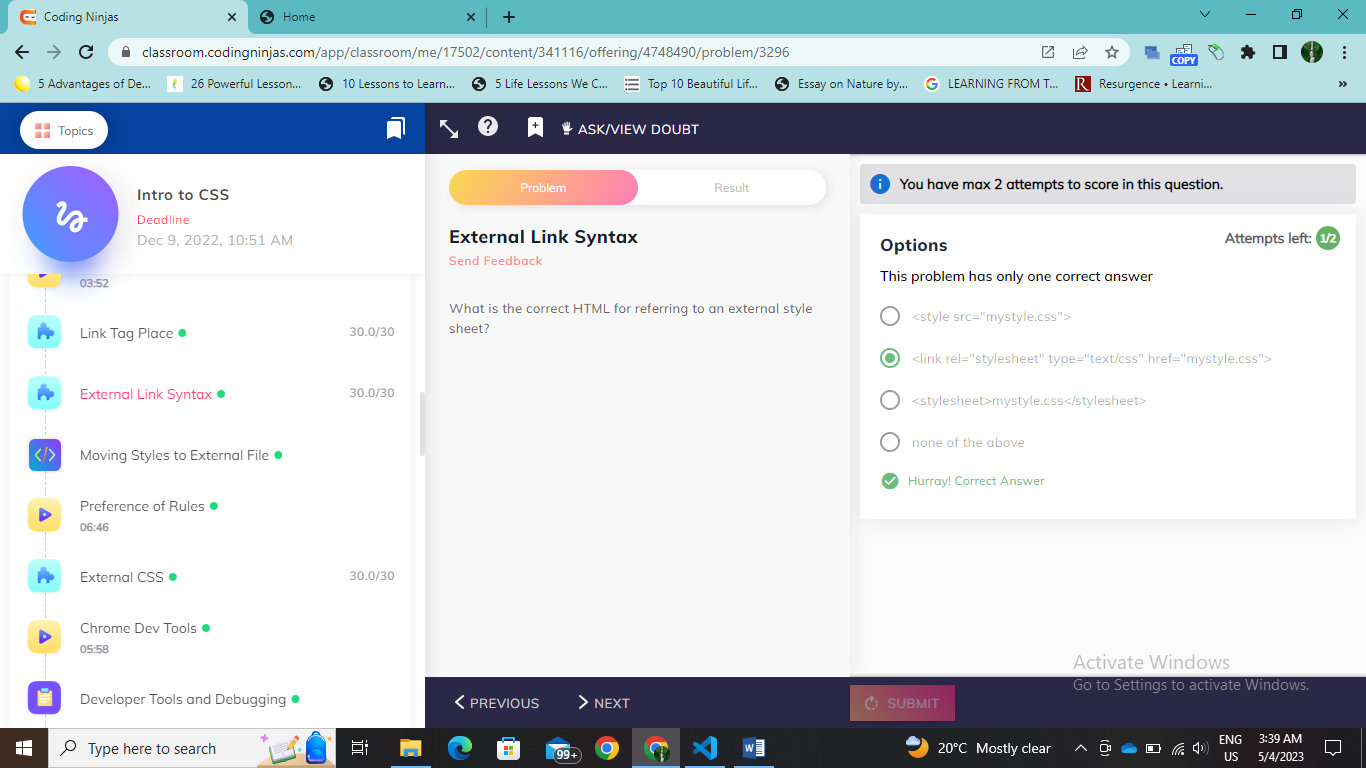 Coding Ninjas
Home
classroom.codingninjas.com/app/classroom/me/17502/content/341116/offering/4748490/problem/3296
COPY
5 Advantages of De...
26 Powerful Lesson...
10 Lessons to Learn...
5 Life Lessons We C...
Top 10 Beautiful Lif...
Essay on Nature by...
LEARNING FROM T...
Resurgence • Learni...
»
Topics
ASK/VIEW DOUBT
Intro to CSS
Deadline
Dec 9, 2022, 10:51 AM
03:52
Link Tag Place 30.0/30
External Link Syntax 30.0/30
Moving Styles to External File
Preference of Rules
06:46
External CSS 30.0/30
Chrome Dev Tools
05:58
Developer Tools and Debugging
Problem Result
External Link Syntax
Send Feedback
What is the correct HTML for referring to an external style
sheet?
You have max 2 attempts to score in this question.
Options
Attempts left: 1/2
This problem has only one correct answer
<style src="mystyle.css">
<link rel="stylesheet" type="text/css" href="mystyle.css">
<stylesheet>mystyle.css</stylesheet>
none of the above
Hurray! Correct Answer
Activate Windows
Go to Settings to activate Windows.
PREVIOUS
NEXT
SUBMIT
Type here to search
99+
20°C Mostly clear
ENG
US
3:39 AM
5/4/2023